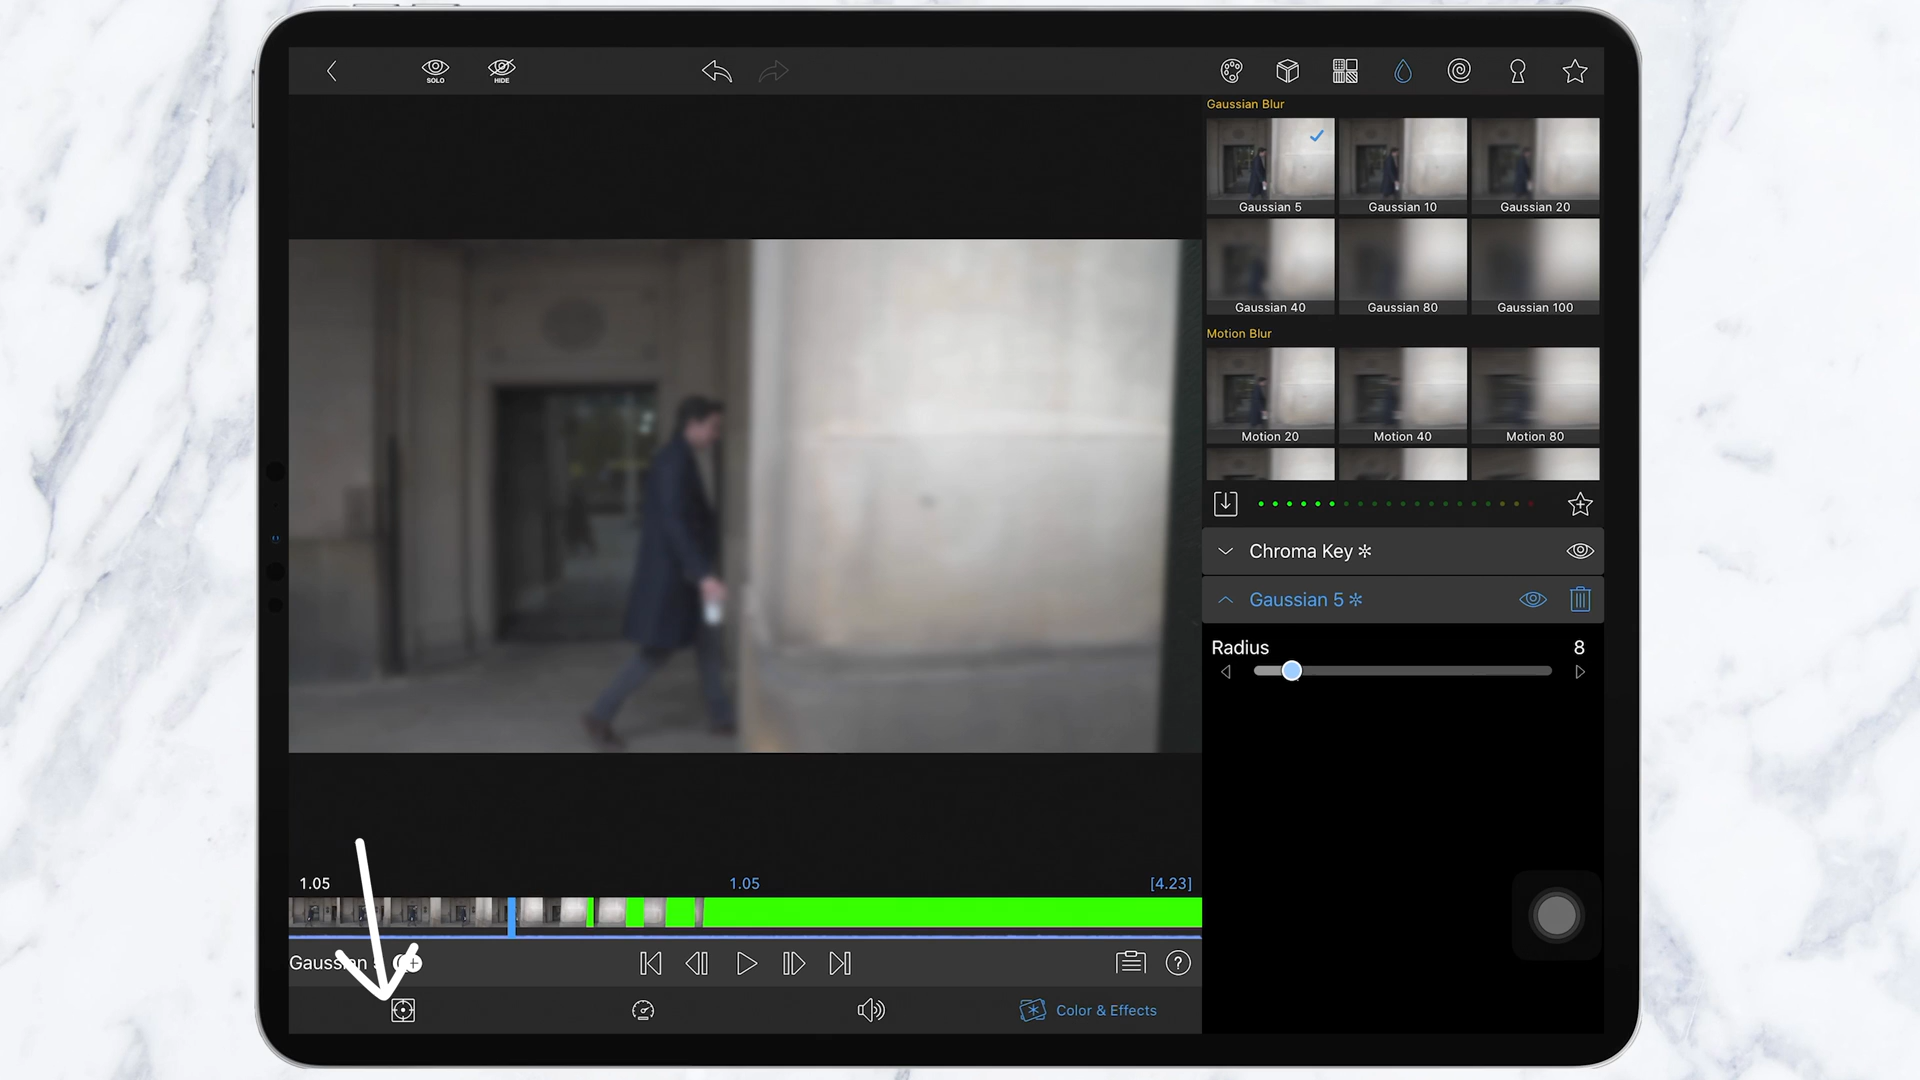 SOLO
HIDE
Gaussian Blur
Gaussian 5
Gaussian 10
Gaussian 20
Gaussian 40
Gaussian 80
Gaussian 100
Motion Blur
Motion 20
Motion 40
Motion 80
Chroma Key
Gaussian 5
Radius
8
1.05
1.05
[4.23]
Gaussian
Color & Effects